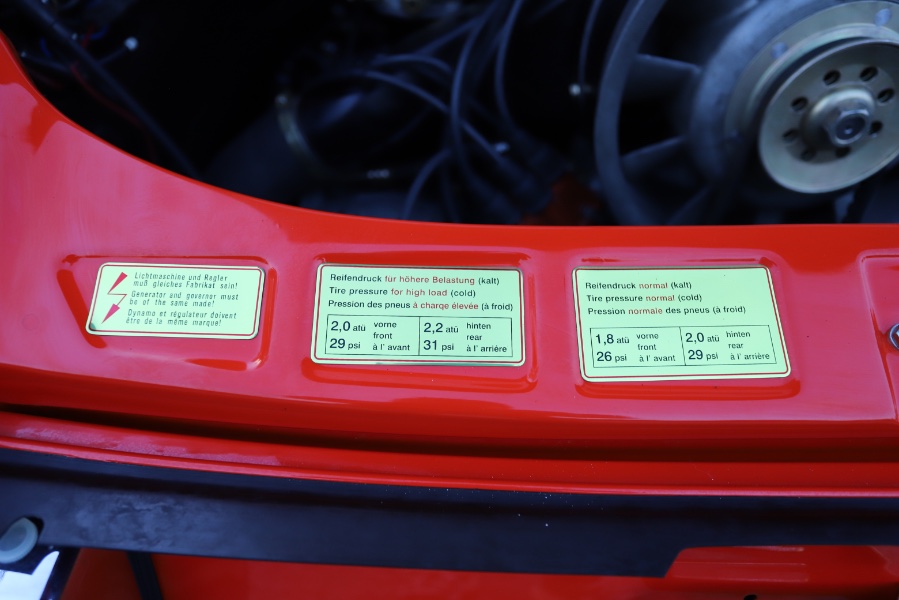 Lichtmaschine und Regler
muß gleiches Fabrikat sein!
Generator and governor must
be of the same made!
Dynamo et régulateur doivent
être de la même marque!
Reifendruck für höhere Belastung (kalt)
Tire pressure for high load (cold)
Pression des pneus à charge élevée (à froid)
2,0 atü vorne 2,2 atü hinten
front rear
29 psi à l' avant 31 psi à l' arrière
Reifendruck normal (kalt)
Tire pressure normal (cold)
Pression normale des pneus (à froid)
1,8 atü vorne 2,0 atü hinten
front rear
26 psi à l' avant 29 psi à l' arrière